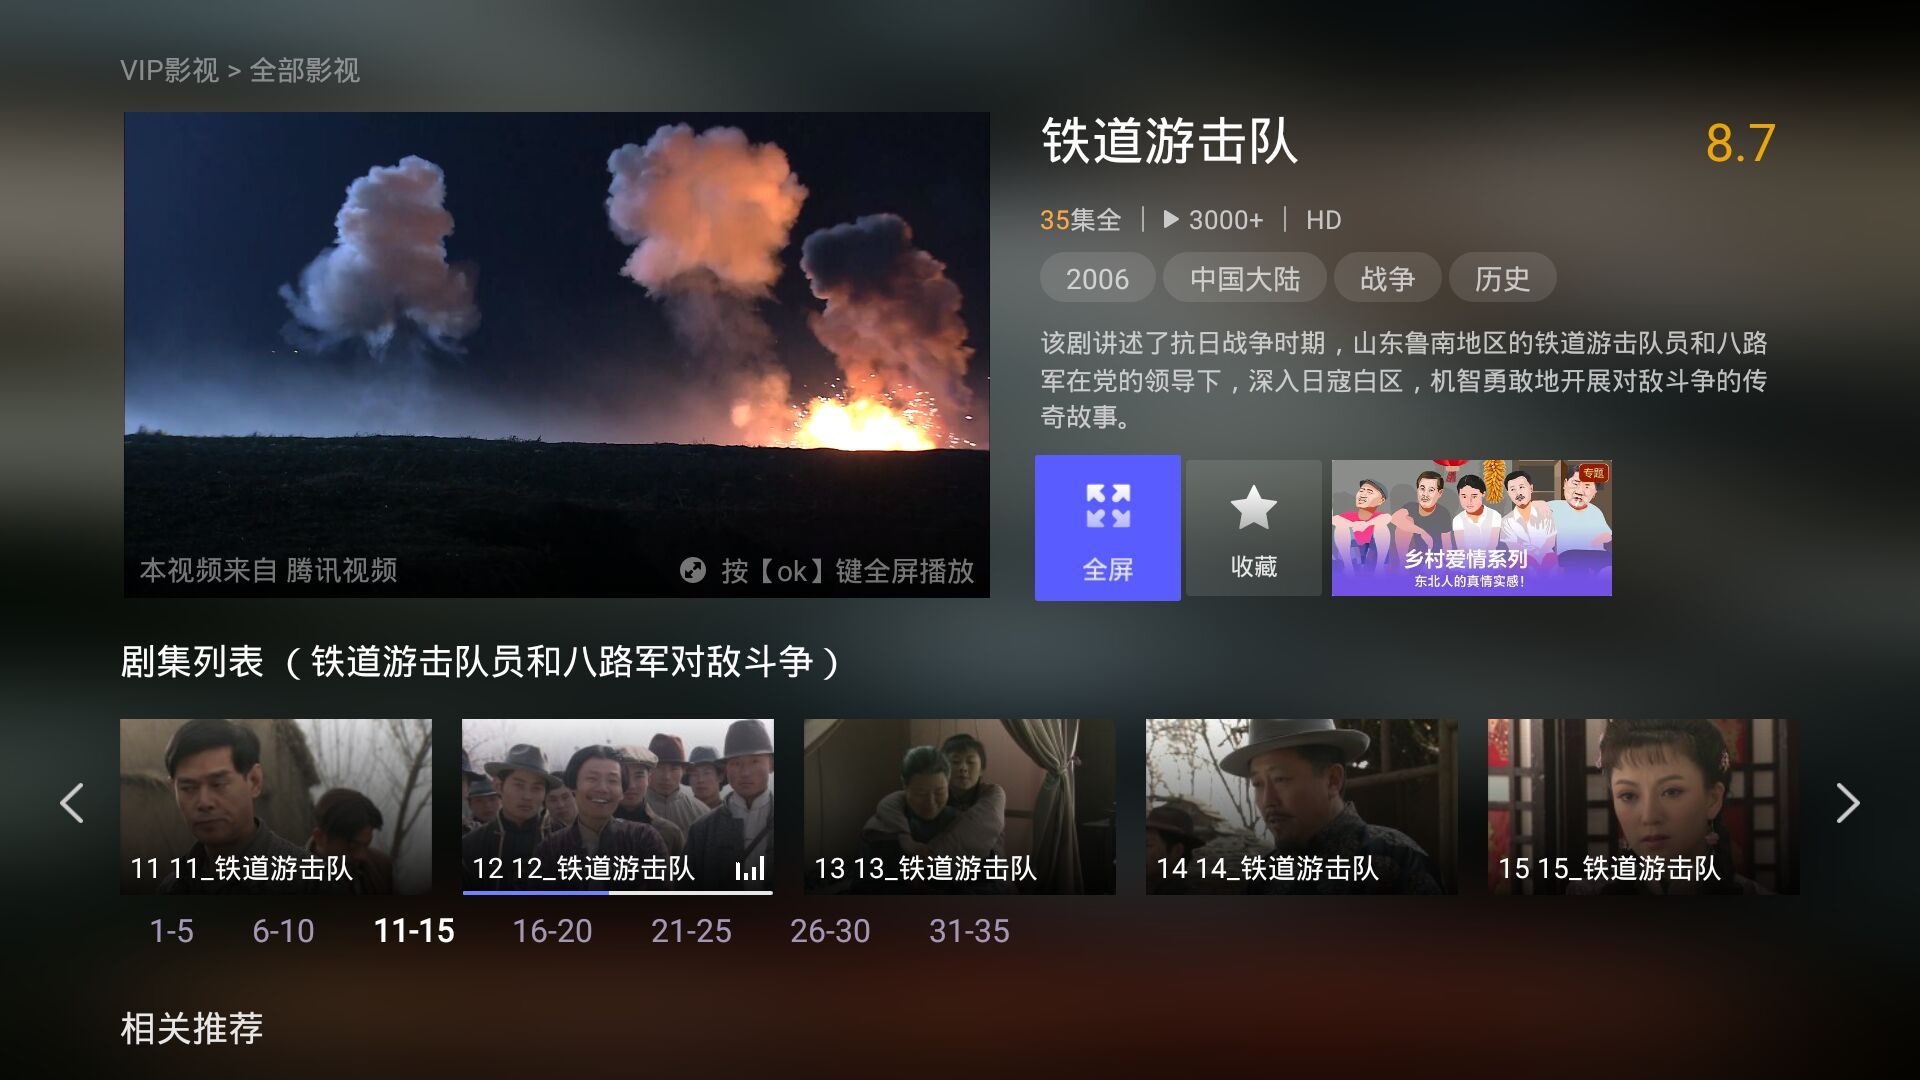 VIP影视 > 全部影视
本视频来自 腾讯视频
按【ok】键全屏播放
铁道游击队
8.7
35集全 | 3000+ | HD
2006 中国大陆 战争 历史
该剧讲述了抗日战争时期，山东鲁南地区的铁道游击队员和八路
军在党的领导下，深入日寇白区，机智勇敢地开展对敌斗争的传
奇故事。
全屏
收藏
专题
乡村爱情系列
东北人的真情实感！
剧集列表 （铁道游击队员和八路军对敌斗争）
11 11_铁道游击队
12 12_铁道游击队
13 13_铁道游击队
14 14_铁道游击队
15 15_铁道游击队
1-5 6-10 11-15 16-20 21-25 26-30 31-35
相关推荐